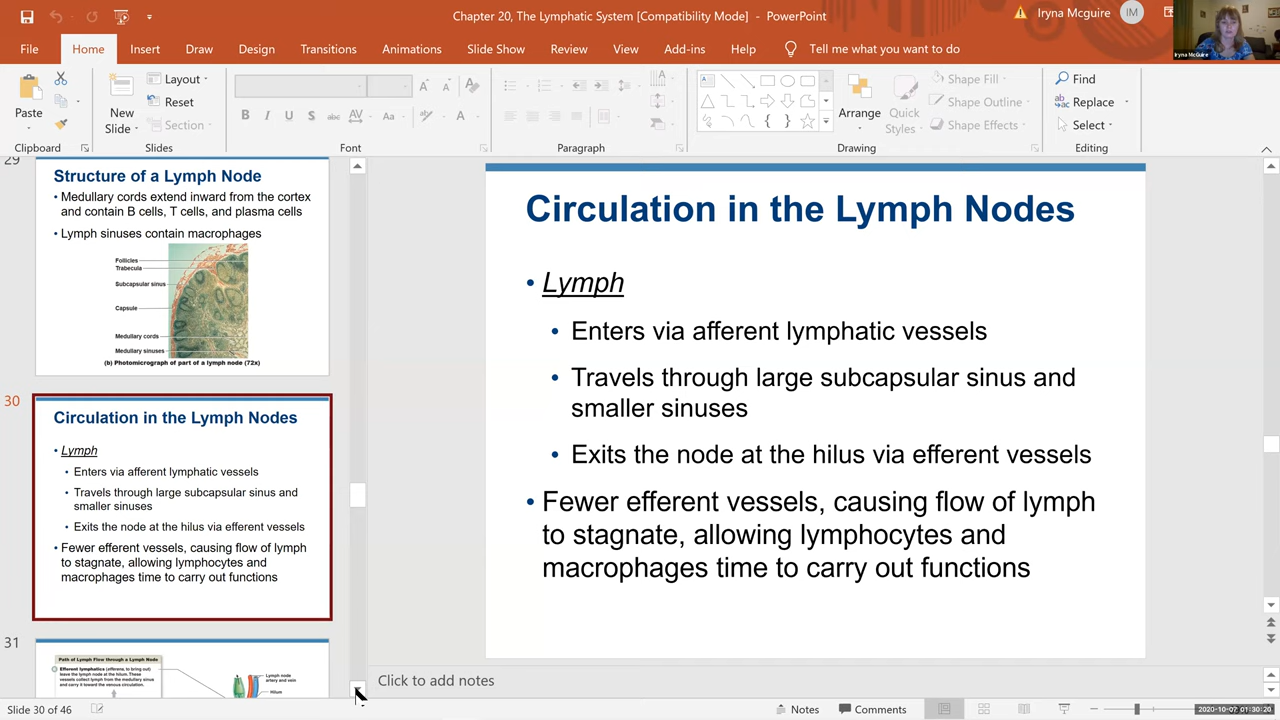 Chapter 20, The Lymphatic System [Compatibility Mode] - PowerPoint
Iryna Mcguire
IM
Iryna McGuire
File
Home
Insert
Draw
Design
Transitions
Animations
Slide Show
Review
View
Add-ins
Help
Tell me what you want to do
Paste
Clipboard
New
Slide
Layout
Reset
Section
Slides
B I U S abc AV Aa A
Font
Paragraph
Arrange
Quick
Styles
Shape Fill
Shape Outline
Shape Effects
Drawing
Find
Replace
Select
Editing
29
Structure of a Lymph Node
• Medullary cords extend inward from the cortex
and contain B cells, T cells, and plasma cells
• Lymph sinuses contain macrophages
Follicles
Trabecula
Subcapsular sinus
Capsule
Medullary cords
Medullary sinuses
(b) Photomicrograph of part of a lymph node (72x)
30
Circulation in the Lymph Nodes
• Lymph
• Enters via afferent lymphatic vessels
• Travels through large subcapsular sinus and
smaller sinuses
• Exits the node at the hilus via efferent vessels
• Fewer efferent vessels, causing flow of lymph
to stagnate, allowing lymphocytes and
macrophages time to carry out functions
31
Path of Lymph Flow through a Lymph Node
Efferent lymphatics (efferens, to bring out)
leave the lymph node at the hilum. These
vessels collect lymph from the medullary sinus
and carry it toward the venous circulation.
Lymph node
artery and vein
Hilum
Circulation in the Lymph Nodes
• Lymph
• Enters via afferent lymphatic vessels
• Travels through large subcapsular sinus and
smaller sinuses
• Exits the node at the hilus via efferent vessels
• Fewer efferent vessels, causing flow of lymph
to stagnate, allowing lymphocytes and
macrophages time to carry out functions
Click to add notes
Slide 30 of 46
Notes
Comments
2020-10-07 01:30:20